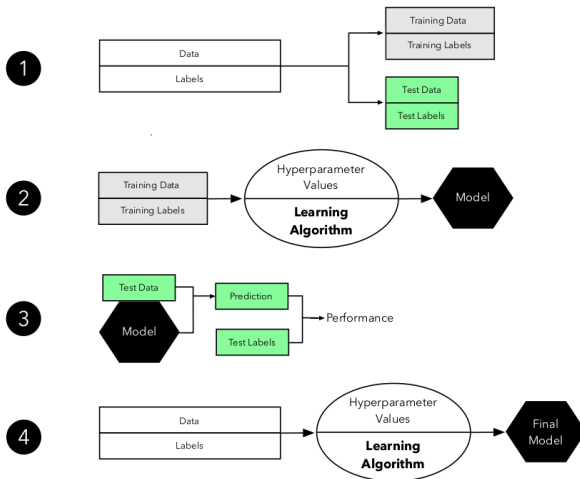 1
Data
Labels
Training Data
Training Labels
Test Data
Test Labels
2
Training Data
Training Labels
Hyperparameter
Values
Learning
Algorithm
Model
3
Test Data
Model
Prediction
Test Labels
Performance
4
Data
Labels
Hyperparameter
Values
Learning
Algorithm
Final
Model